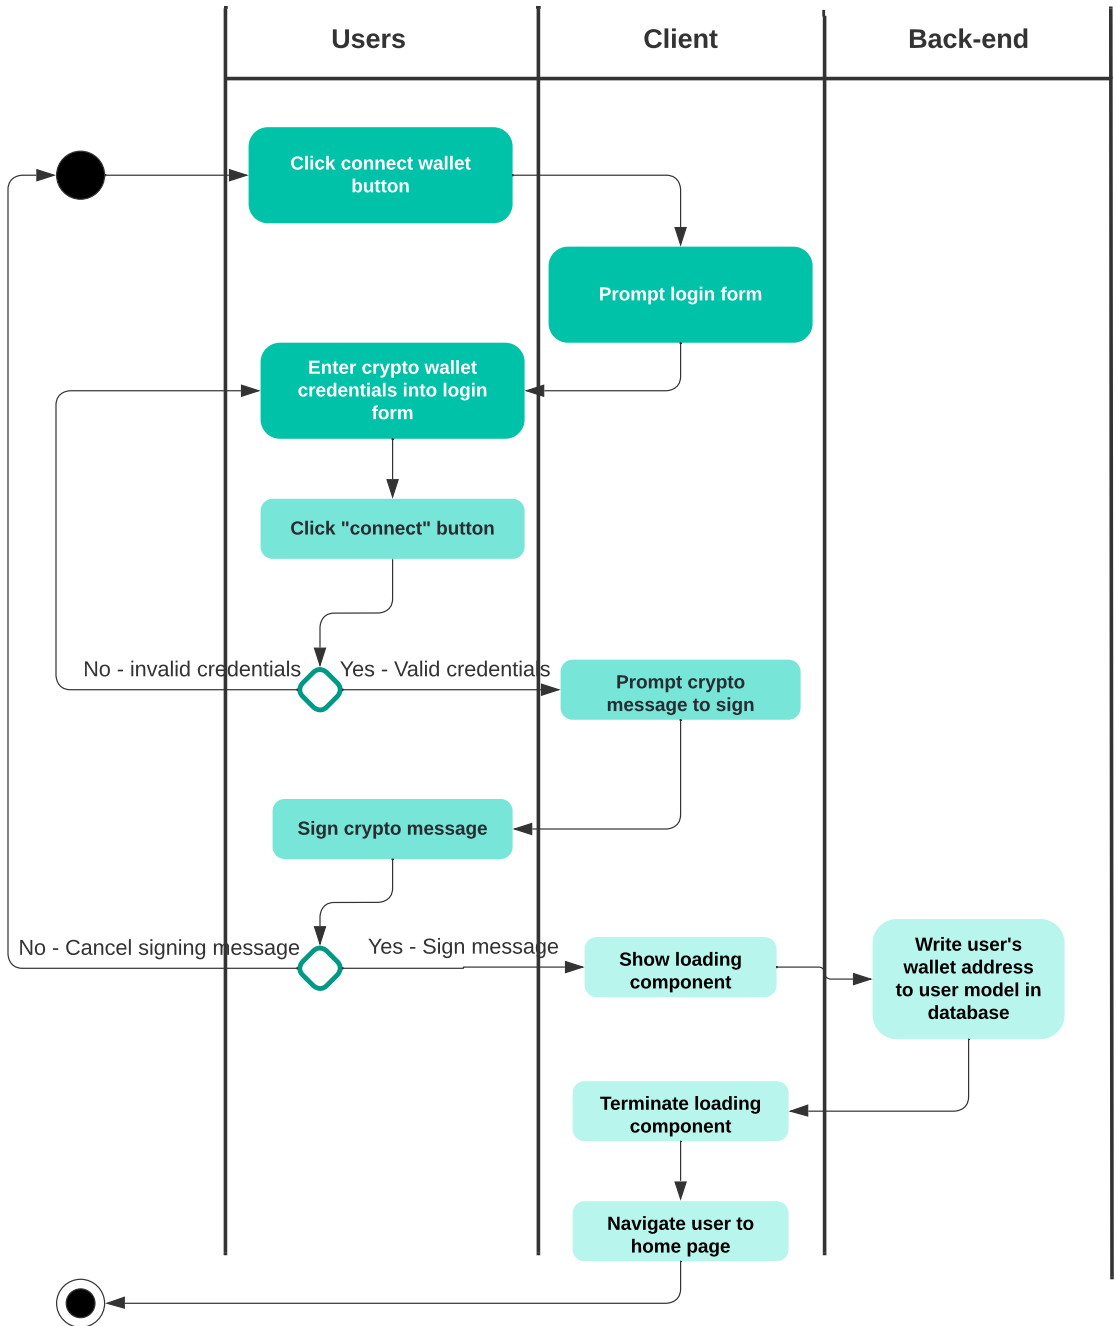 Users
Client
Back-end
Click connect wallet
button
Prompt login form
Enter crypto wallet
credentials into login
form
Click "connect" button
No - invalid credentials
Yes - Valid credentials
Prompt crypto
message to sign
Sign crypto message
No - Cancel signing message
Yes - Sign message
Show loading
component
Write user's
wallet address
to user model in
database
Terminate loading
component
Navigate user to
home page